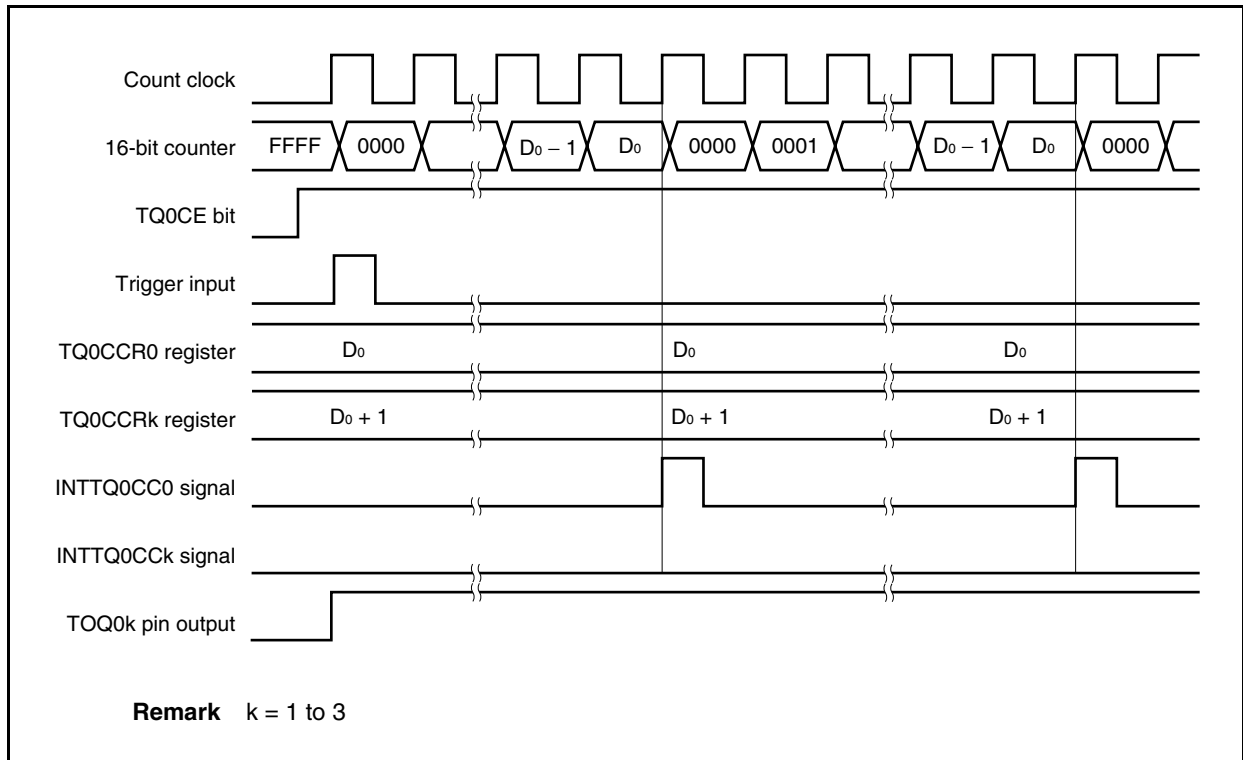 Count clock
16-bit counter FFFF 0000 D₀ − 1 D₀ 0000 0001 D₀ − 1 D₀ 0000
TQ0CE bit
Trigger input
TQ0CCR0 register D₀ D₀ D₀
TQ0CCRk register D₀ + 1 D₀ + 1 D₀ + 1
INTTQ0CC0 signal
INTTQ0CCk signal
TOQ0k pin output
Remark k = 1 to 3